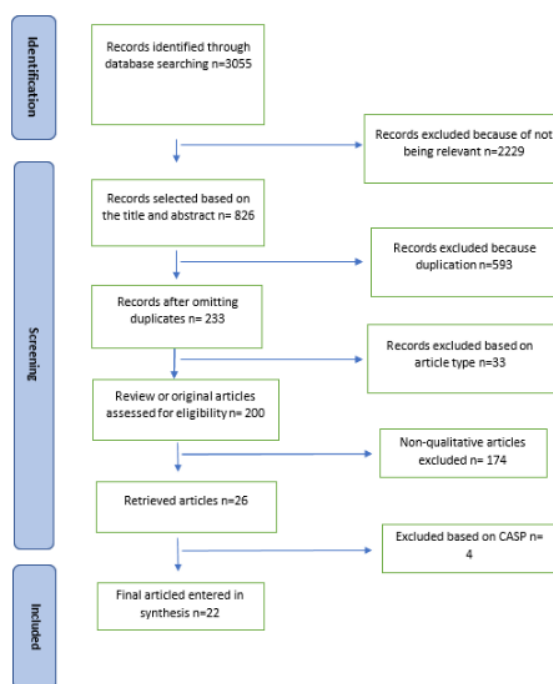 Identification
Records identified through
database searching n=3055
Records excluded because of not
being relevant n=2229
Screening
Records selected based on
the title and abstract n= 826
Records excluded because
duplication n=593
Records after omitting
duplicates n= 233
Records excluded based on
article type n=33
Review or original articles
assessed for eligibility n= 200
Non-qualitative articles
excluded n= 174
Retrieved articles n=26
Excluded based on CASP n=
4
Included
Final articled entered in
synthesis n=22